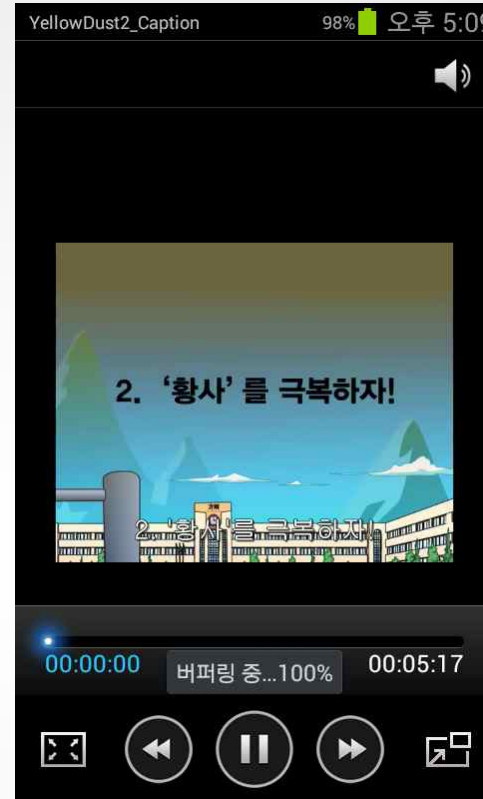 YellowDust2_Caption 98% 오후 5:09
2. ‘황사’ 를 극복하자!
2. '황사'를 극복하자!
00:00:00 버퍼링 중...100% 00:05:17